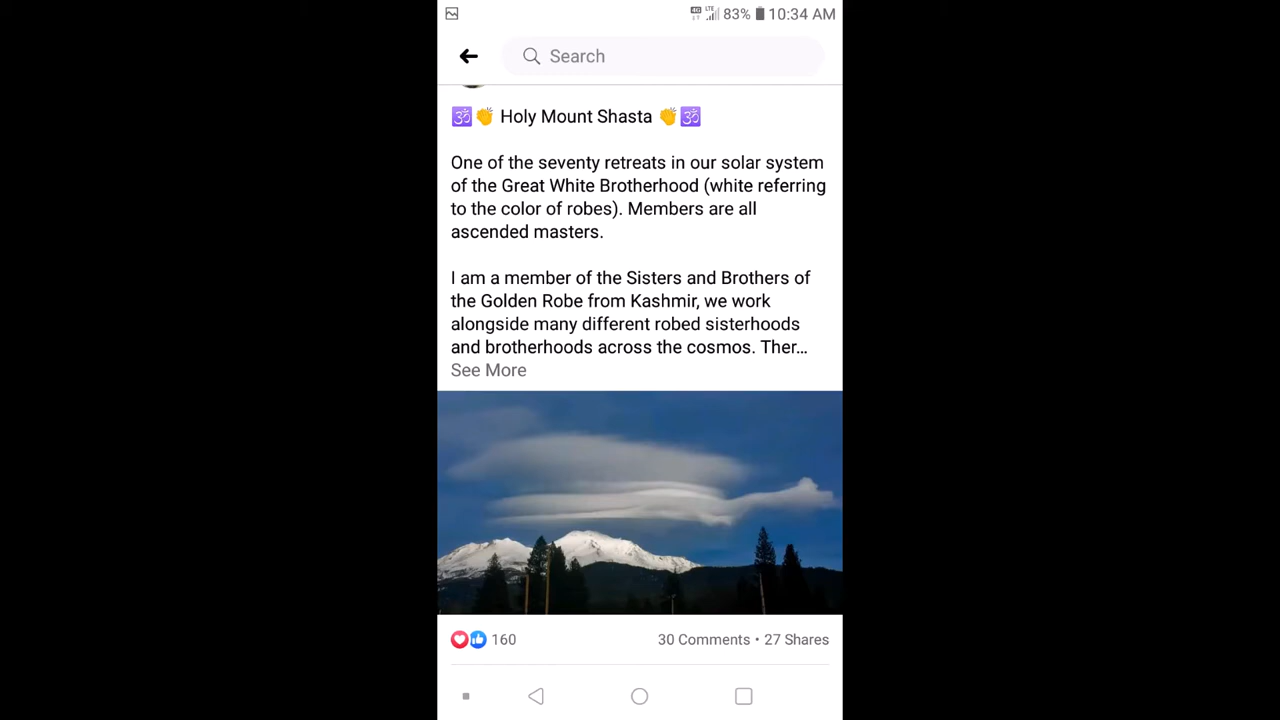 4G LTE 83% 10:34 AM
Search
🕉️👏 Holy Mount Shasta 👏🕉️
One of the seventy retreats in our solar system
of the Great White Brotherhood (white referring
to the color of robes). Members are all
ascended masters.
I am a member of the Sisters and Brothers of
the Golden Robe from Kashmir, we work
alongside many different robed sisterhoods
and brotherhoods across the cosmos. Ther...
See More
160 30 Comments • 27 Shares